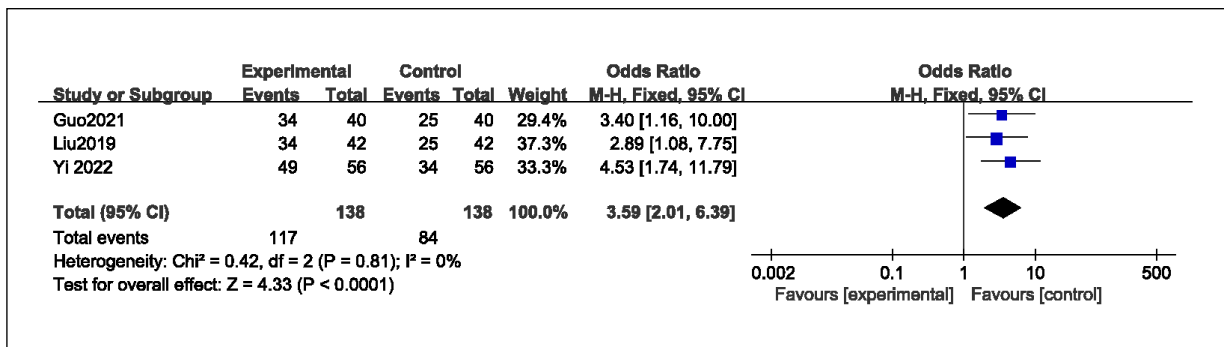 Experimental Control Odds Ratio Odds Ratio
Study or Subgroup Events Total Events Total Weight M-H, Fixed, 95% CI M-H, Fixed, 95% CI
Guo2021 34 40 25 40 29.4% 3.40 [1.16, 10.00]
Liu2019 34 42 25 42 37.3% 2.89 [1.08, 7.75]
Yi 2022 49 56 34 56 33.3% 4.53 [1.74, 11.79]
Total (95% CI) 138 138 100.0% 3.59 [2.01, 6.39]
Total events 117 84
Heterogeneity: Chi² = 0.42, df = 2 (P = 0.81); I² = 0%
Test for overall effect: Z = 4.33 (P < 0.0001)
0.002 0.1 1 10 500
Favours [experimental] Favours [control]